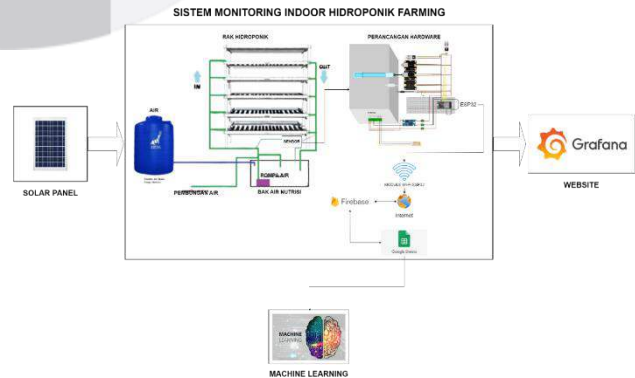 SISTEM MONITORING INDOOR HIDROPONIK FARMING
RAK HIDROPONIK
PERANCANGAN HARDWARE
IN
OUT
ESP32
AIR
SENSOR
POMPA AIR
PEMBUANGAN AIR
BAK AIR NUTRISI
SOLAR PANEL
Grafana
WEBSITE
Firebase
Internet
Google Sheets
MACHINE
LEARNING
MACHINE LEARNING